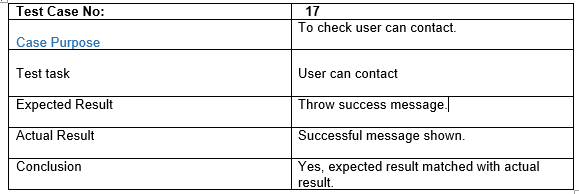 Test Case No: 17
Case Purpose To check user can contact.
Test task User can contact
Expected Result Throw success message.
Actual Result Successful message shown.
Conclusion Yes, expected result matched with actual
result.